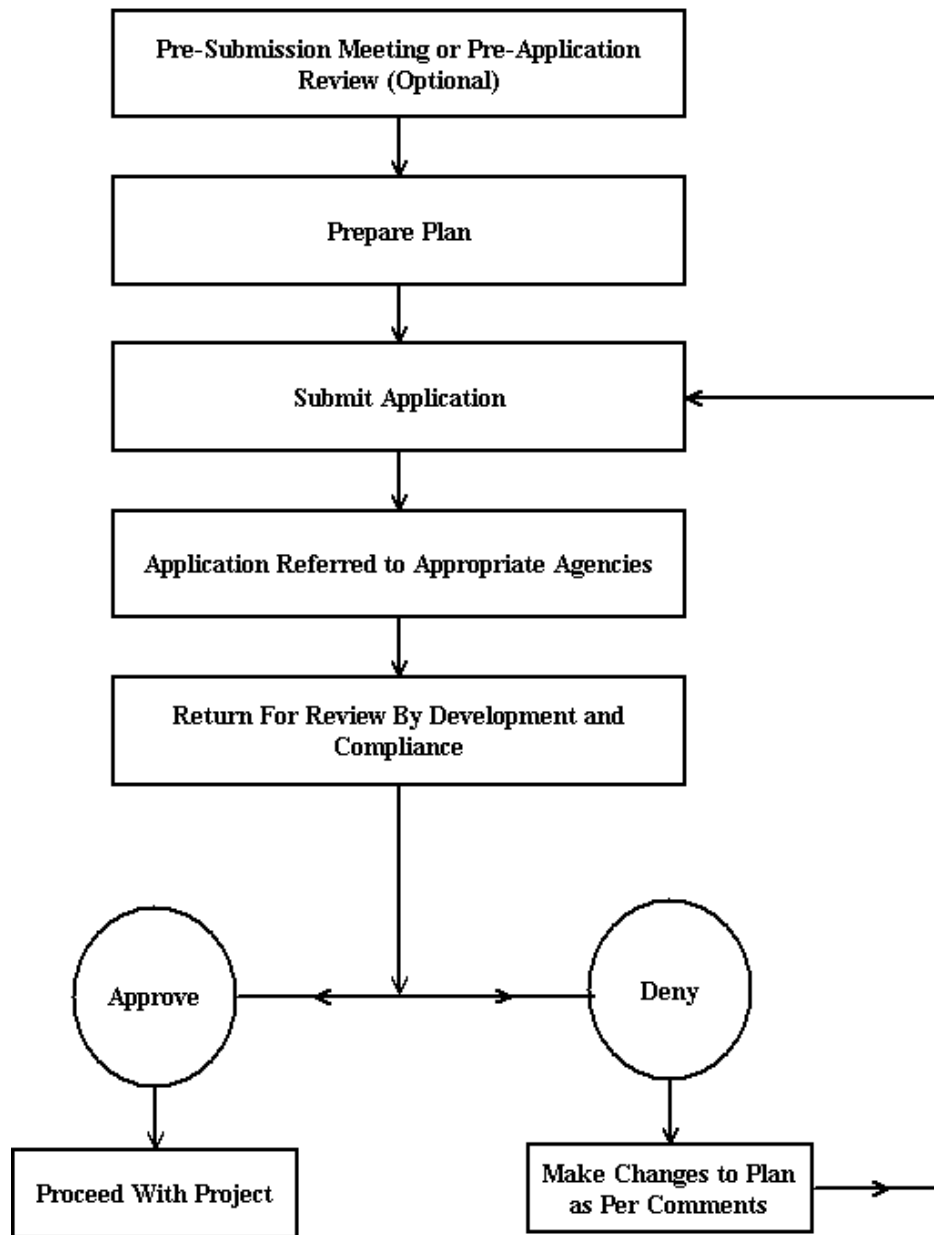 Pre-Submission Meeting or Pre-Application
Review (Optional)
Prepare Plan
Submit Application
Application Referred to Appropriate Agencies
Return For Review By Development and
Compliance
Approve
Deny
Proceed With Project
Make Changes to Plan
as Per Comments